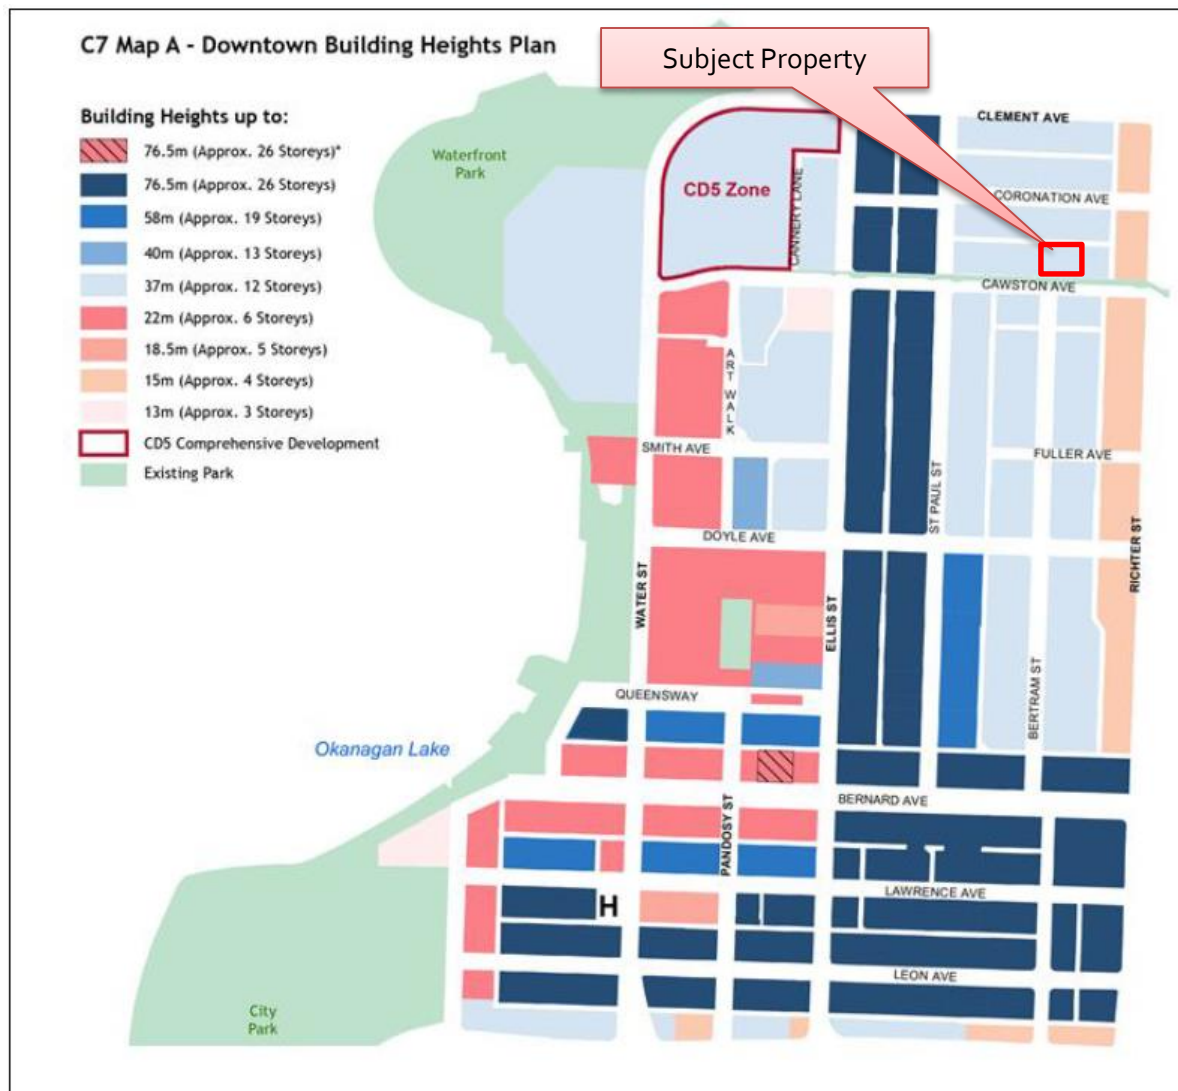 C7 Map A - Downtown Building Heights Plan
Subject Property
Building Heights up to:
76.5m (Approx. 26 Storeys)*
76.5m (Approx. 26 Storeys)
58m (Approx. 19 Storeys)
40m (Approx. 13 Storeys)
37m (Approx. 12 Storeys)
22m (Approx. 6 Storeys)
18.5m (Approx. 5 Storeys)
15m (Approx. 4 Storeys)
13m (Approx. 3 Storeys)
CD5 Comprehensive Development
Existing Park
Waterfront
Park
CD5 Zone
CANNERY LANE
CLEMENT AVE
CORONATION AVE
CAWSTON AVE
ART WALK
SMITH AVE
FULLER AVE
ST PAUL ST
DOYLE AVE
RICHTER ST
WATER ST
ELLIS ST
BERTRAM ST
QUEENSWAY
Okanagan Lake
BERNARD AVE
PANDOSY ST
LAWRENCE AVE
H
LEON AVE
City
Park